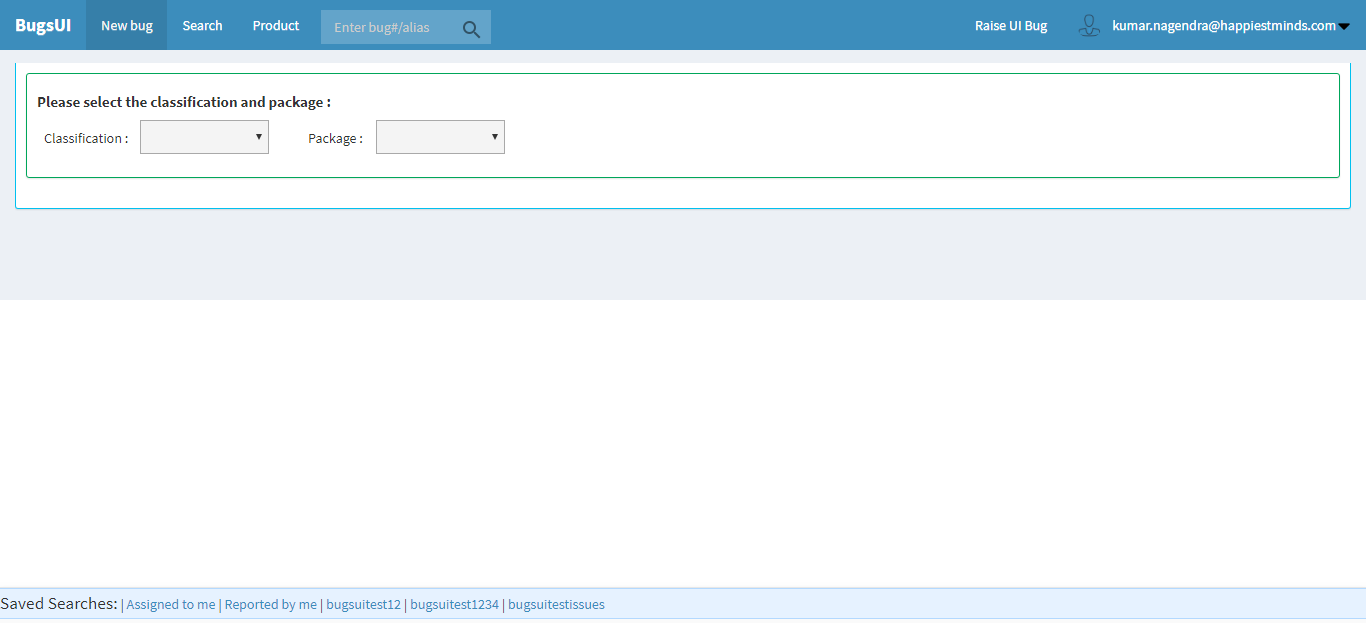 BugsUI New bug Search Product Enter bug#/alias Raise UI Bug kumar.nagendra@happiestminds.com
Please select the classification and package :
Classification : Package :
Saved Searches: | Assigned to me | Reported by me | bugsuitest12 | bugsuitest1234 | bugsuitestissues